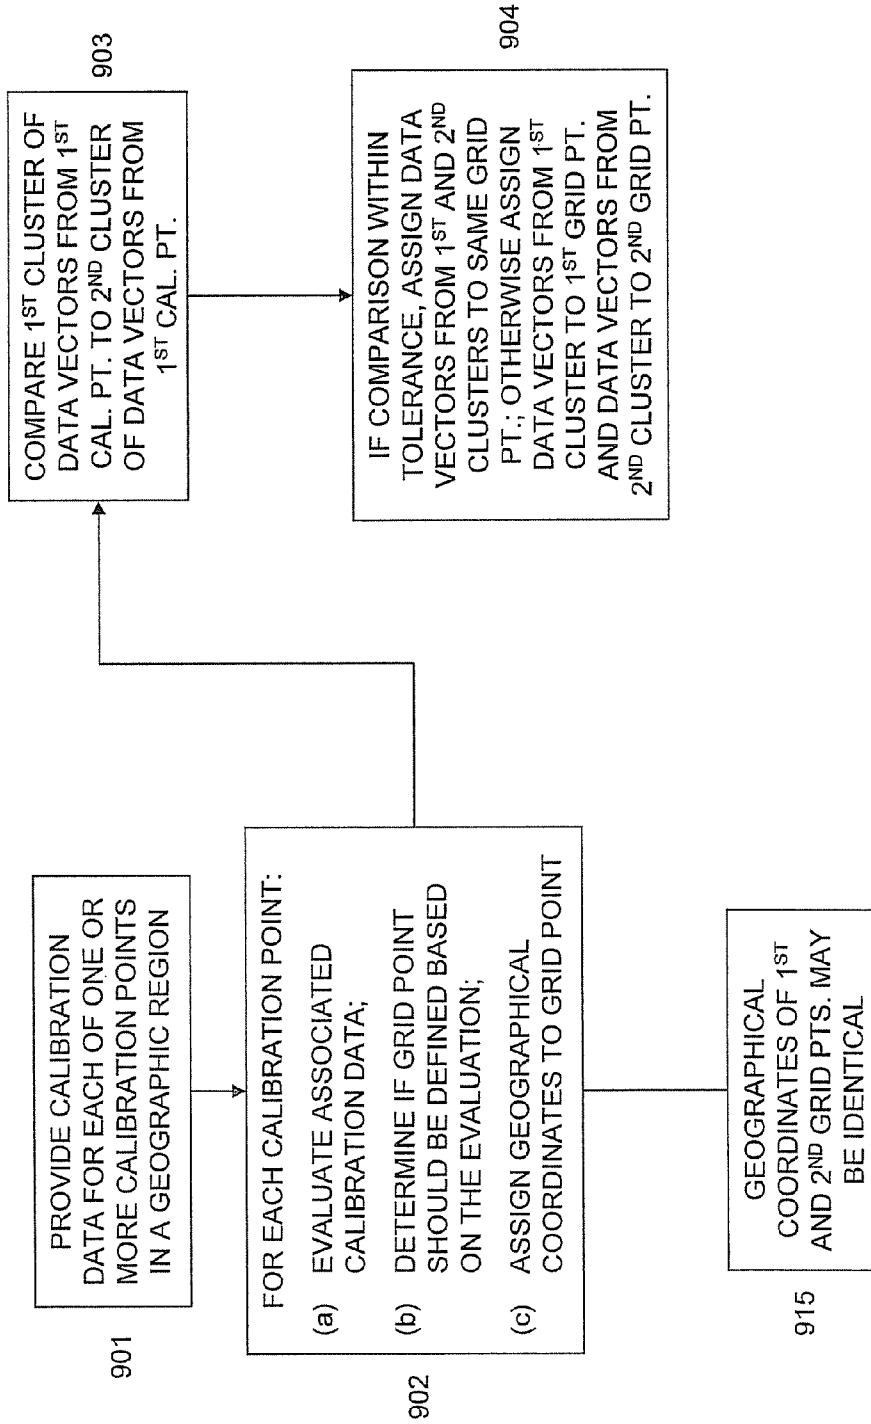 PROVIDE CALIBRATION
DATA FOR EACH OF ONE OR
MORE CALIBRATION POINTS
IN A GEOGRAPHIC REGION
901
FOR EACH CALIBRATION POINT:
(a) EVALUATE ASSOCIATED
CALIBRATION DATA;
(b) DETERMINE IF GRID POINT
SHOULD BE DEFINED BASED
ON THE EVALUATION;
(c) ASSIGN GEOGRAPHICAL
COORDINATES TO GRID POINT
902
GEOGRAPHICAL
COORDINATES OF 1ST
AND 2ND GRID PTS. MAY
BE IDENTICAL
915
COMPARE 1ST CLUSTER OF
DATA VECTORS FROM 1ST
CAL. PT. TO 2ND CLUSTER
OF DATA VECTORS FROM
1ST CAL. PT.
903
IF COMPARISON WITHIN
TOLERANCE, ASSIGN DATA
VECTORS FROM 1ST AND 2ND
CLUSTERS TO SAME GRID
PT.; OTHERWISE ASSIGN
DATA VECTORS FROM 1ST
CLUSTER TO 1ST GRID PT.
AND DATA VECTORS FROM
2ND CLUSTER TO 2ND GRID PT.
904